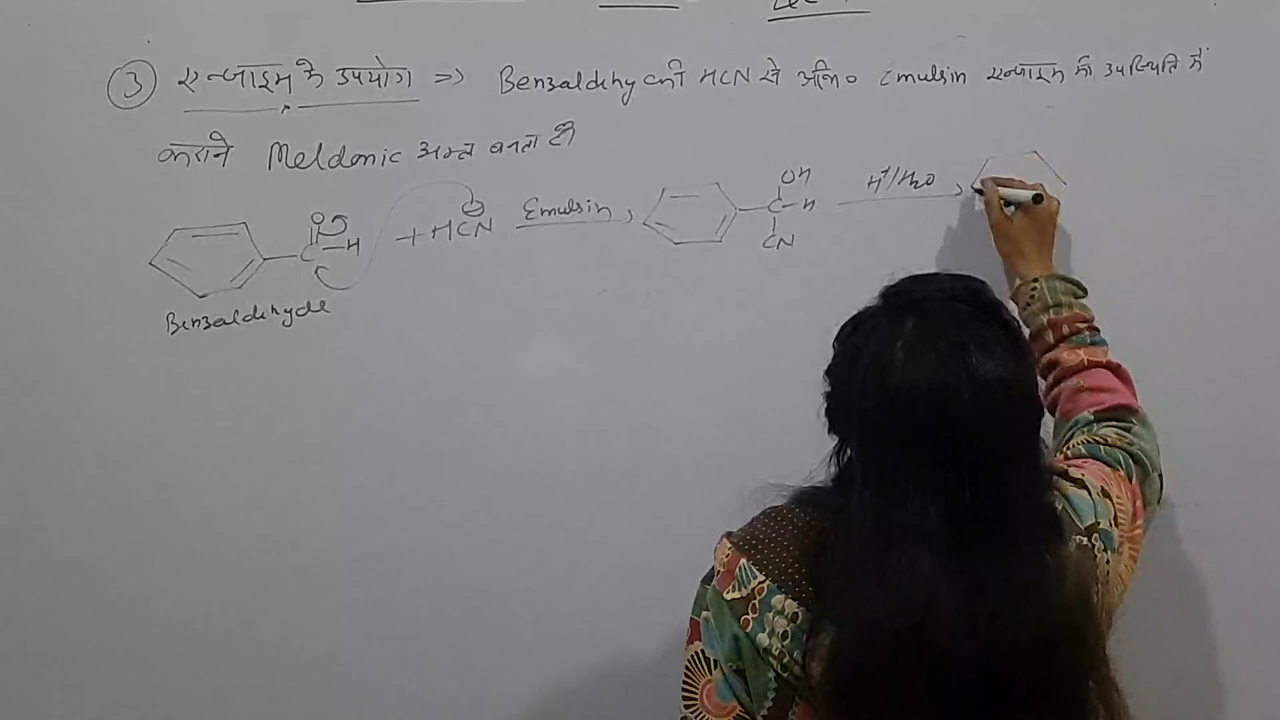 ③ एन्जाइम के उपयोग => Benzaldehyde की HCN से अभि० Emulsin एन्जाइम की उपस्थिति में
कराने Meldonic अम्ल बनता है
OH
O
H⁺/H₂O
C-H + HCN Emulsin C-H
CN
Benzaldehyde